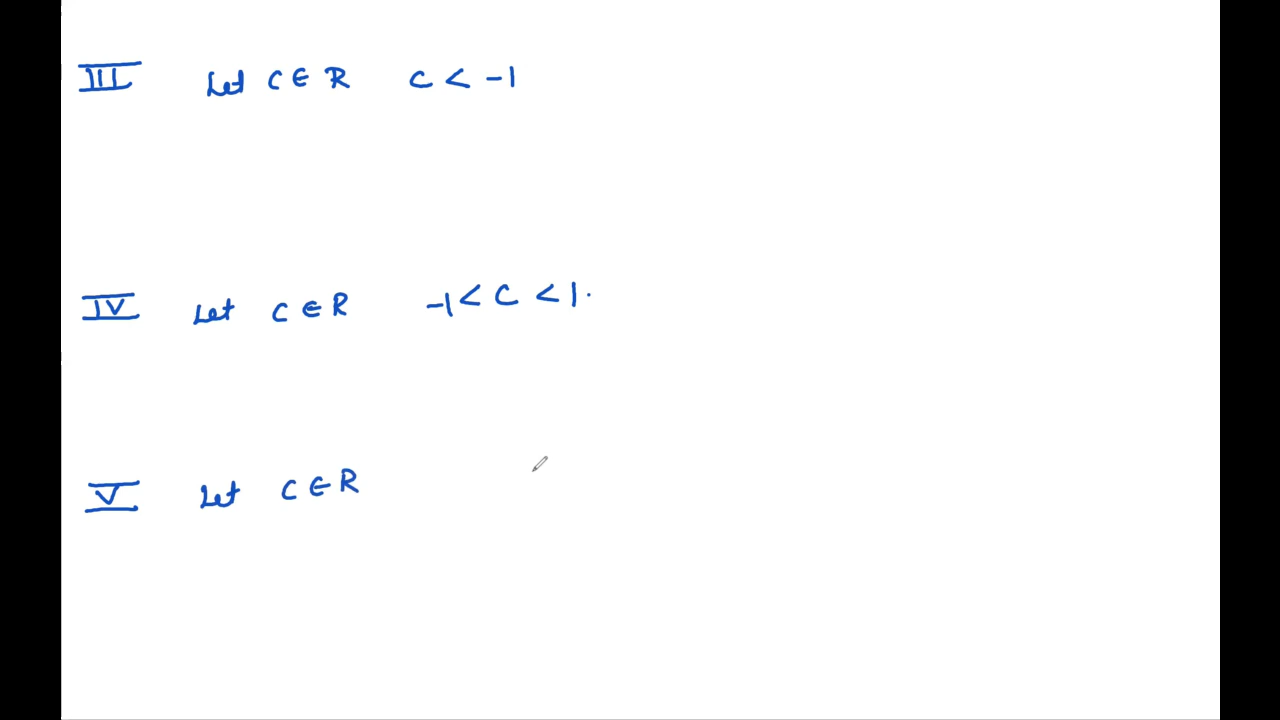 III Let C ∈ R C < -1
IV Let C ∈ R -1 < C < 1.
V Let C ∈ R